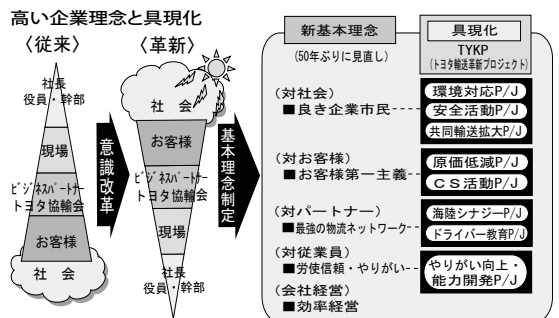 高い企業理念と具現化
〈従来〉
社長
役員・幹部
現場
ビジネスパートナー
トヨタ協輸会
お客様
社 会
意識改革
〈革新〉
社 会
お客様
ビジネスパートナー
トヨタ協輸会
現場
社長
役員・幹部
基本理念制定
新基本理念
(50年ぶりに見直し)
具現化
TYKP
(トヨタ輸送革新プロジェクト)
(対社会)
■良き企業市民
環境対応P/J
安全活動P/J
共同輸送拡大P/J
(対お客様)
■お客様第一主義
原価低減P/J
CS活動P/J
(対パートナー)
■最強の物流ネットワーク
海陸シナジーP/J
ドライバー教育P/J
(対従業員)
■労使信頼・やりがい
やりがい向上・
能力開発P/J
(会社経営)
■効率経営